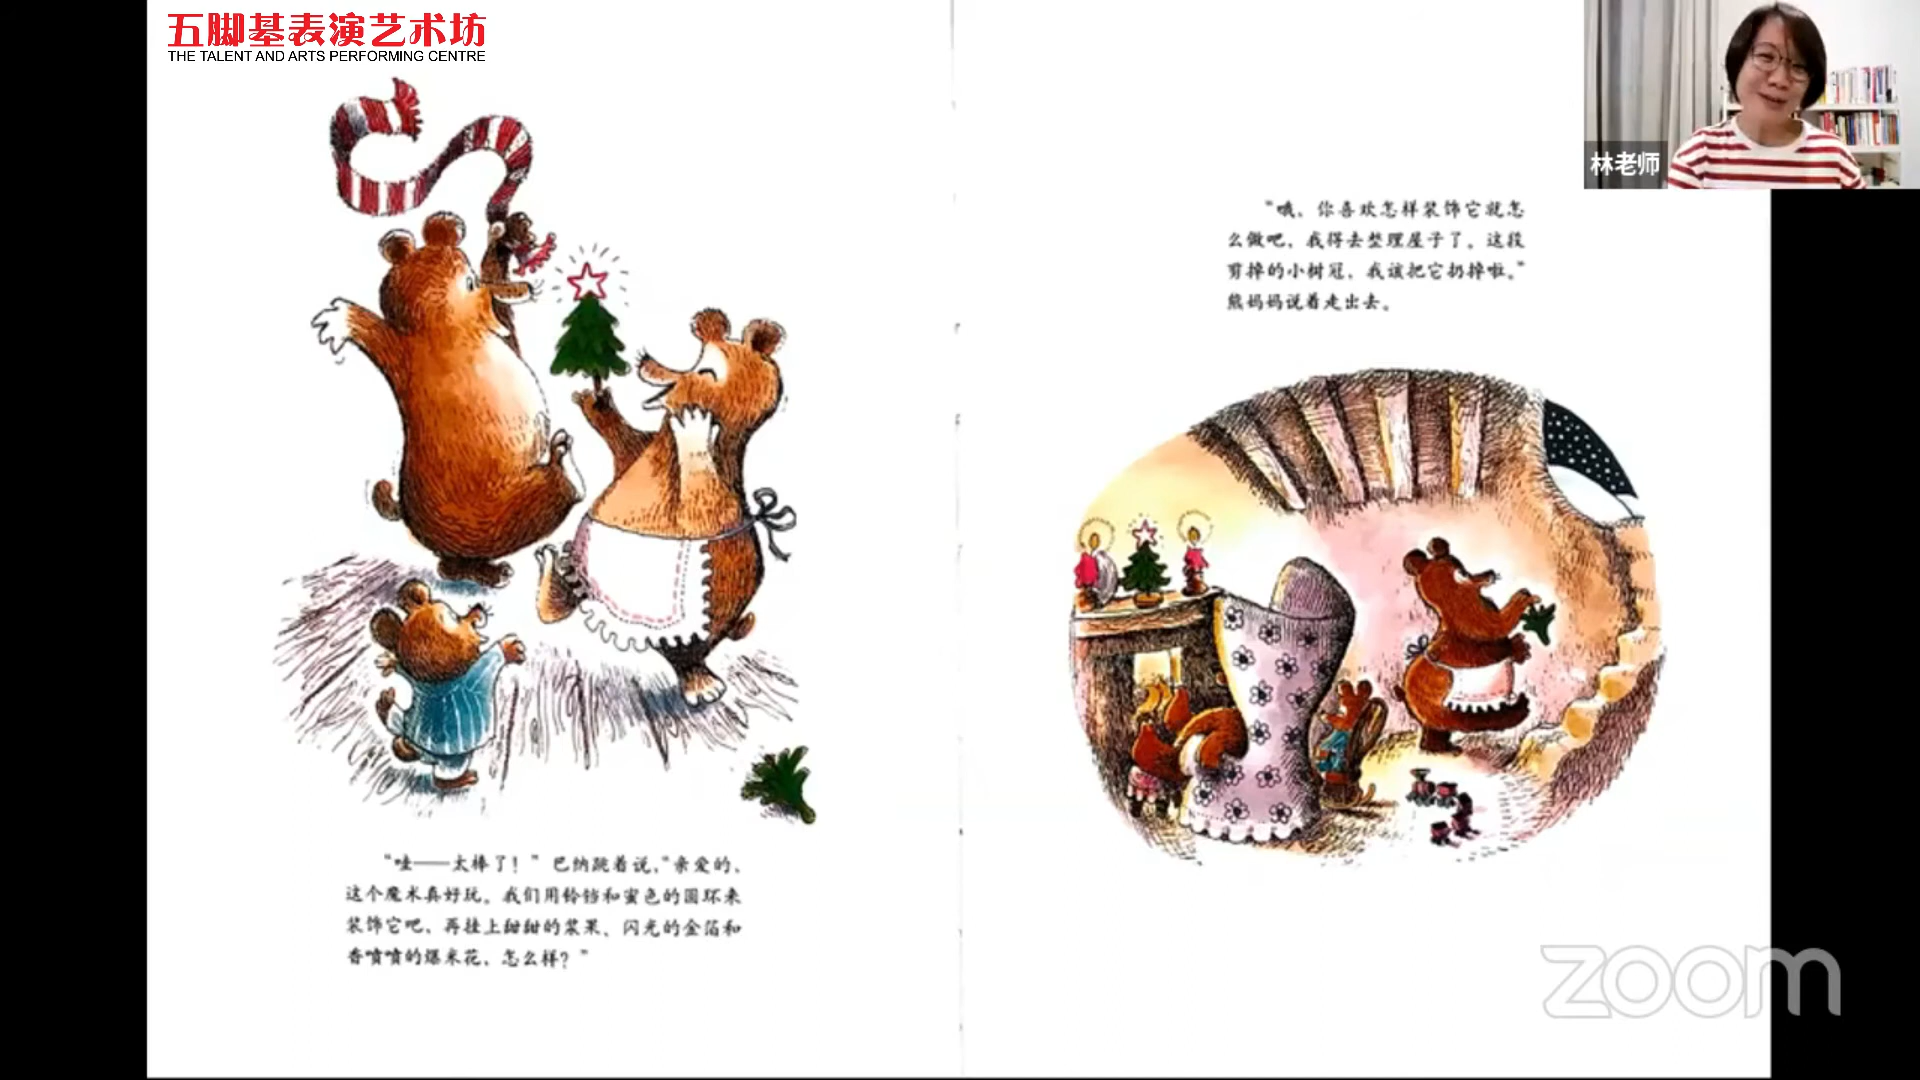 五脚基表演艺术坊
THE TALENT AND ARTS PERFORMING CENTRE
林老师
“哇——太棒了！”巴纳跳着说，“亲爱的，
这个魔术真好玩。我们用铃铛和蜜色的圆环来
装饰它吧，再挂上甜甜的浆果、闪光的金箔和
香喷喷的爆米花，怎么样？”
“哦，你喜欢怎样装饰它就怎
么做吧，我得去整理屋子了。这段
剪掉的小树冠，我该把它扔掉啦。”
熊妈妈说着走出去。
zoom